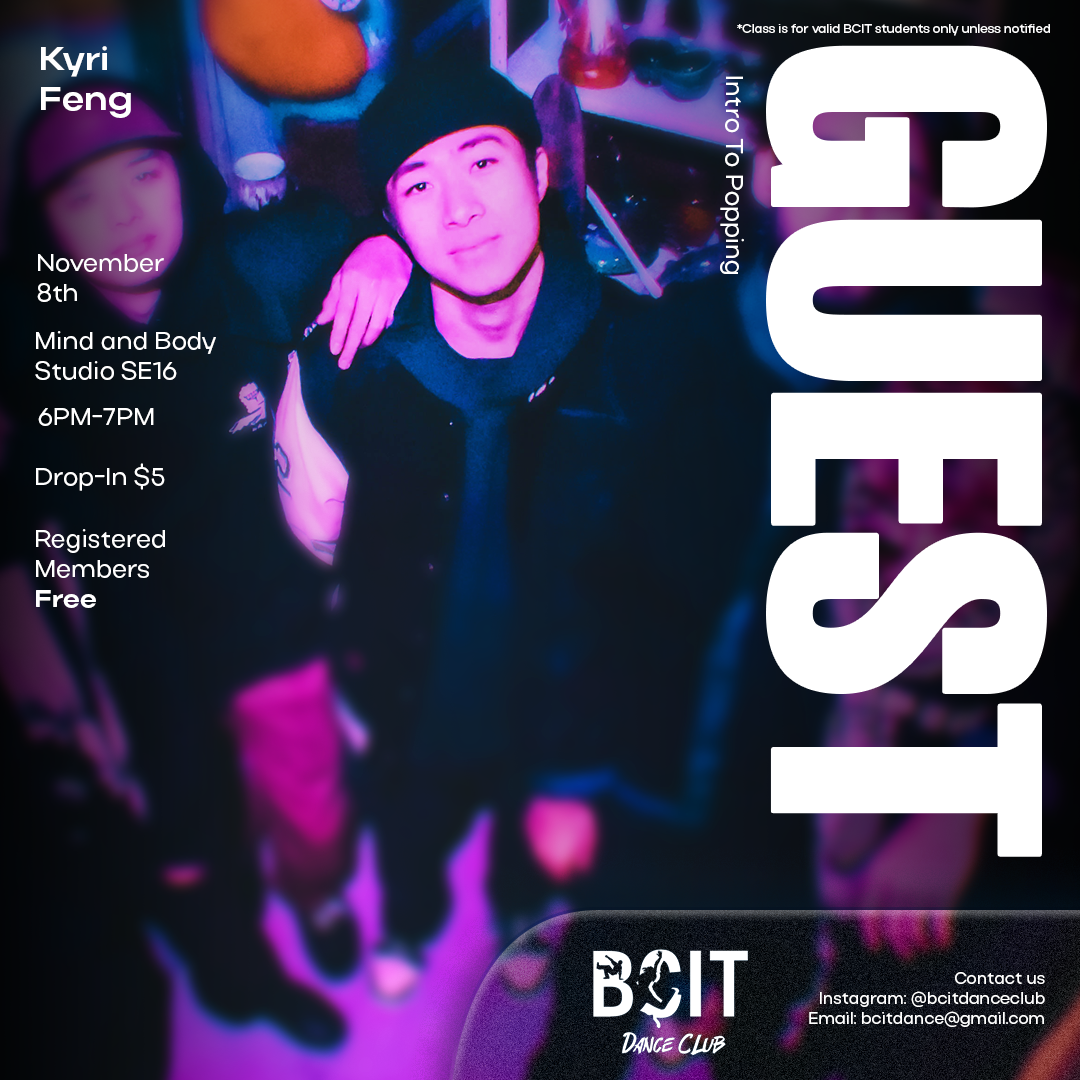 *Class is for valid BCIT students only unless notified
Kyri
Feng
GUEST
Intro To Popping
November
8th
Mind and Body
Studio SE16
6PM-7PM
Drop-In $5
Registered
Members
Free
BCIT
DANCE CLUB
Contact us
Instagram: @bcitdanceclub
Email: bcitdance@gmail.com